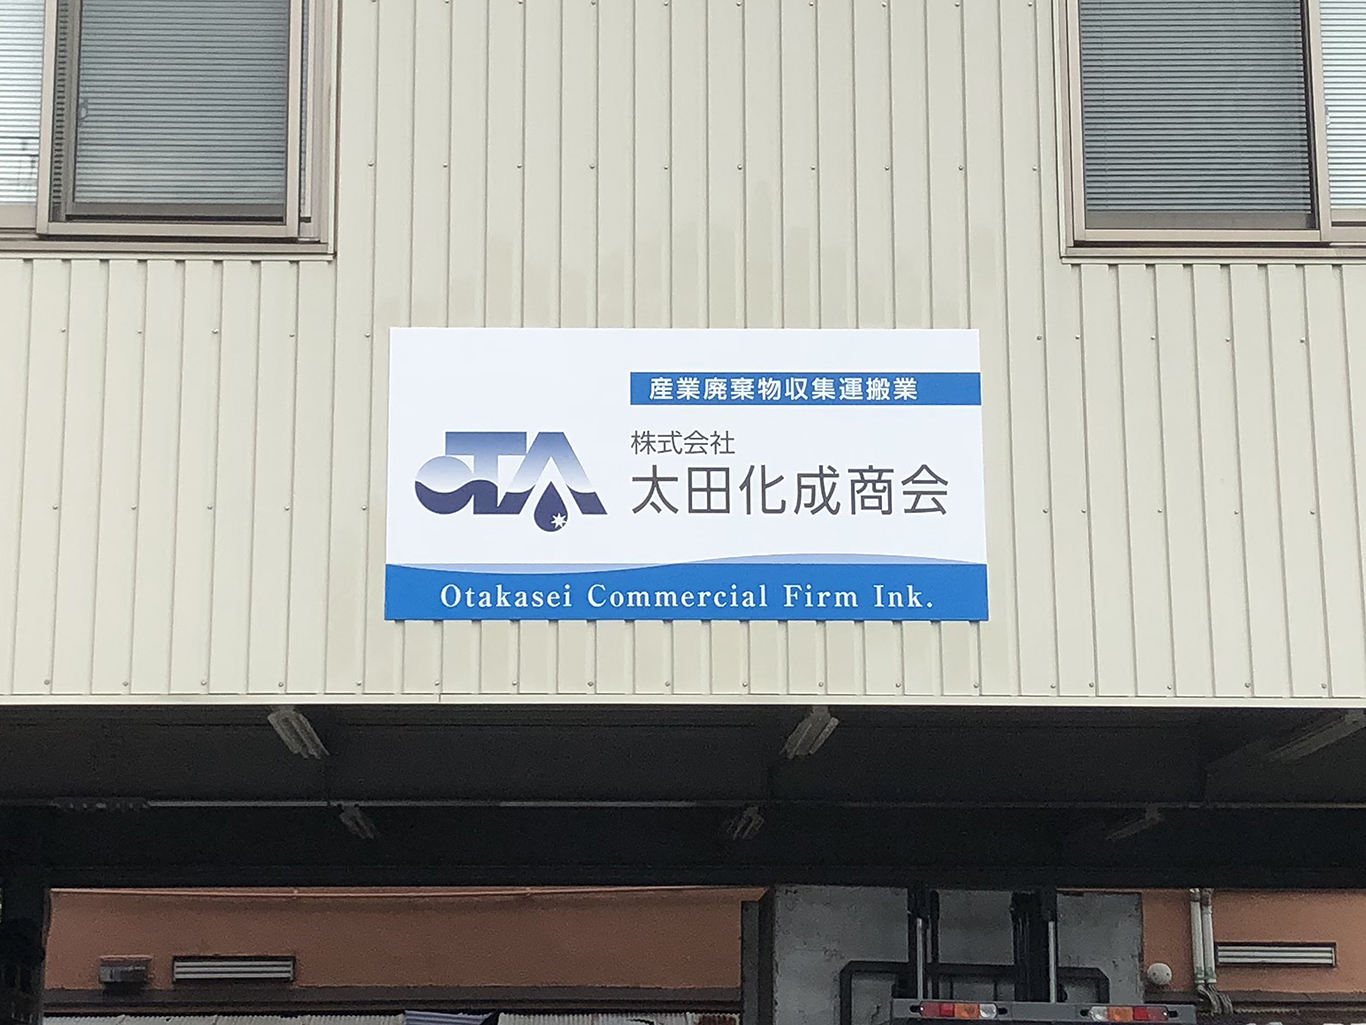 産業廃棄物収集運搬業
OTA
株式会社
太田化成商会
Otakasei Commercial Firm Ink.